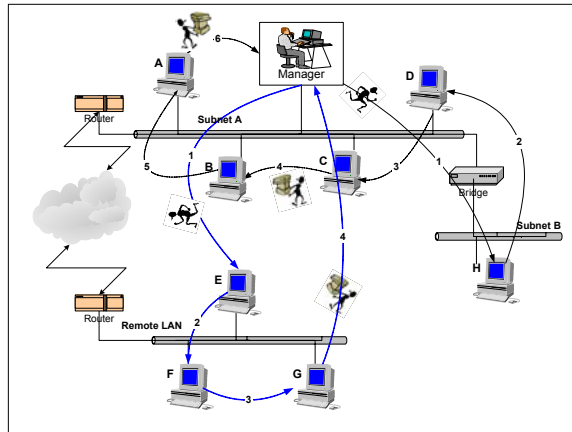 6
A
Manager
D
Router
Subnet A
1
5
B
4
C
3
1
2
Bridge
4
Subnet B
E
H
Router
Remote LAN
2
F
3
G